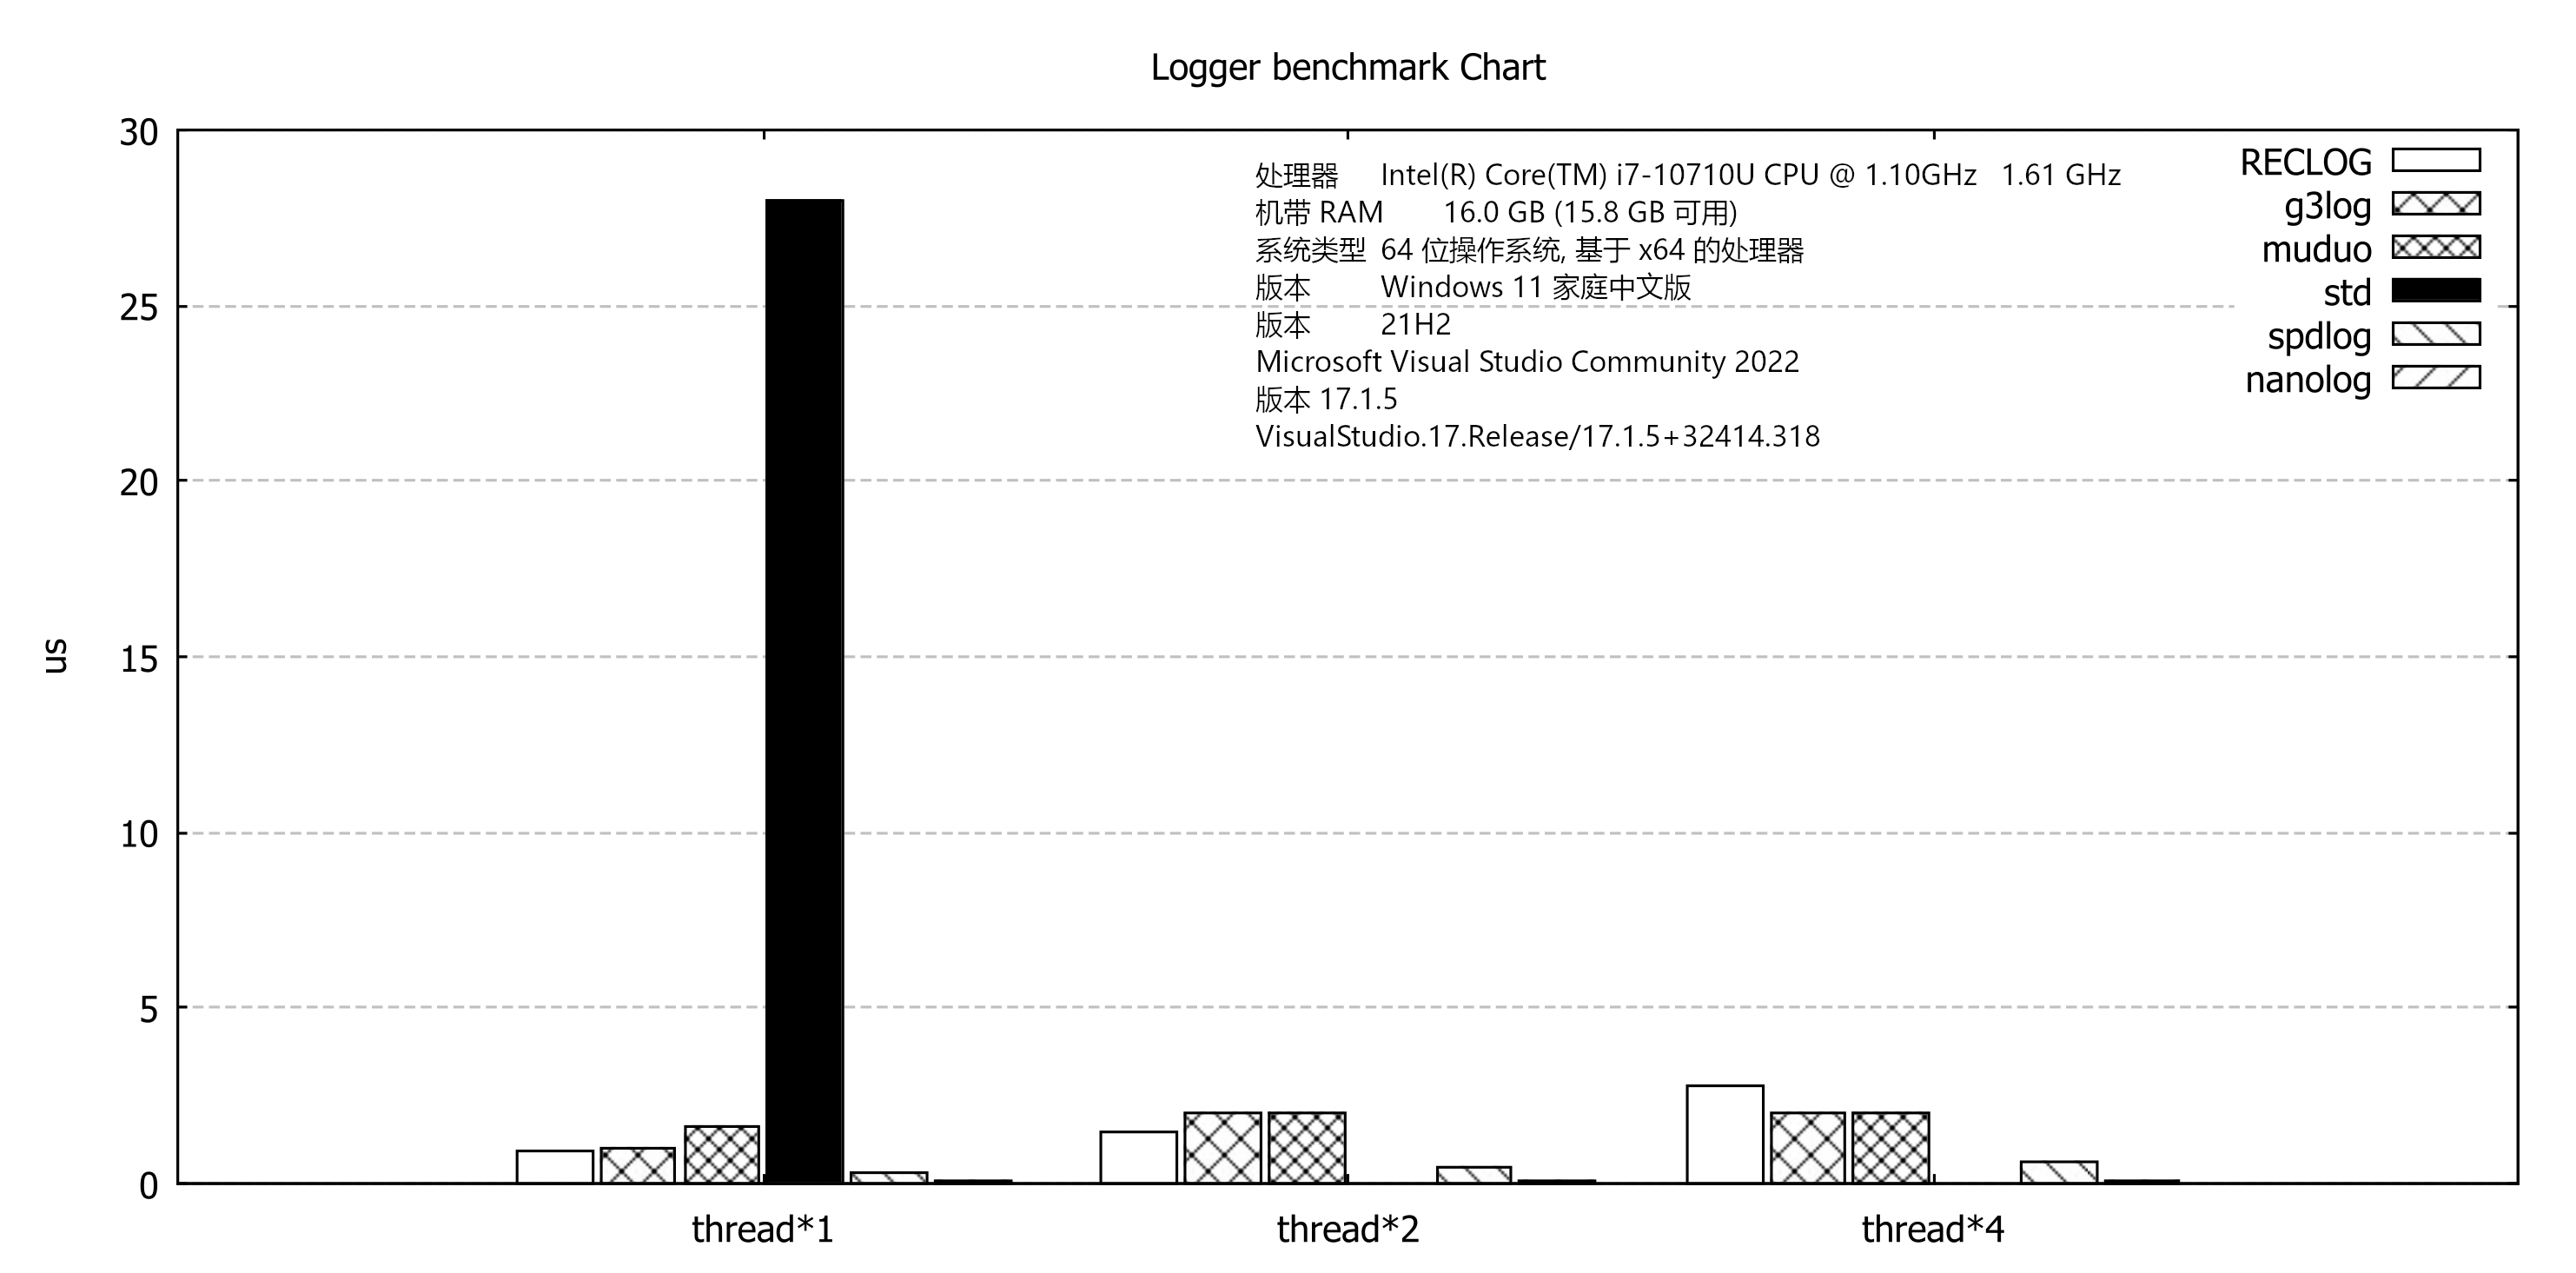 Logger benchmark Chart
30
25
20
15
10
5
0
us
处理器 Intel(R) Core(TM) i7-10710U CPU @ 1.10GHz 1.61 GHz
机带 RAM 16.0 GB (15.8 GB 可用)
系统类型 64 位操作系统, 基于 x64 的处理器
版本 Windows 11 家庭中文版
版本 21H2
Microsoft Visual Studio Community 2022
版本 17.1.5
VisualStudio.17.Release/17.1.5+32414.318
RECLOG
g3log
muduo
std
spdlog
nanolog
thread*1
thread*2
thread*4